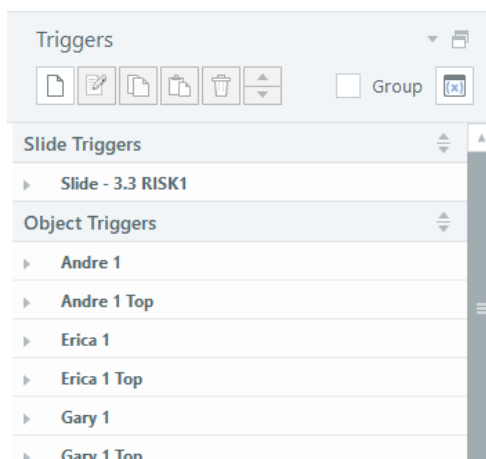 Triggers
Group
(x)
Slide Triggers
Slide - 3.3 RISK1
Object Triggers
Andre 1
Andre 1 Top
Erica 1
Erica 1 Top
Gary 1
Gary 1 Top